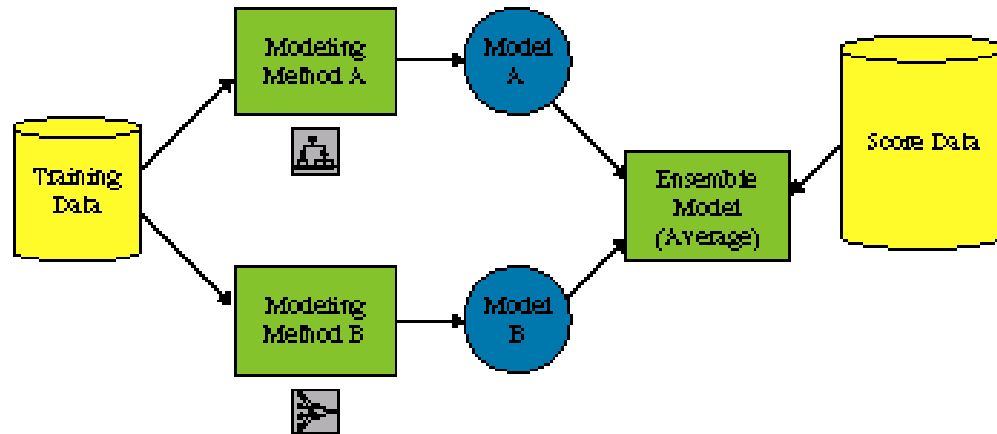 Training
Data
Modeling
Method A
Model
A
Modeling
Method B
Model
B
Ensemble
Model
(Average)
Score Data